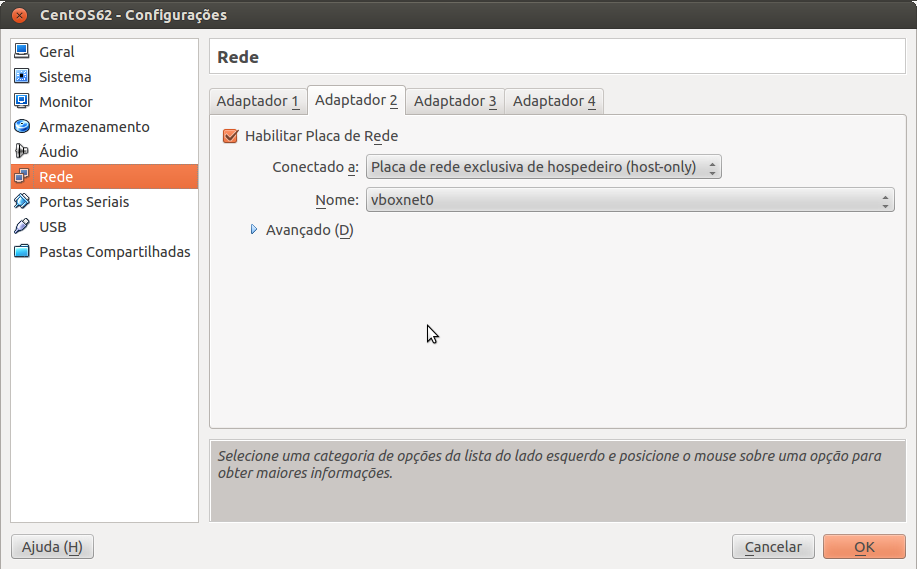 CentOS62 - Configurações
Geral
Sistema
Monitor
Armazenamento
Áudio
Rede
Portas Seriais
USB
Pastas Compartilhadas
Rede
Adaptador 1
Adaptador 2
Adaptador 3
Adaptador 4
Habilitar Placa de Rede
Conectado a: Placa de rede exclusiva de hospedeiro (host-only)
Nome: vboxnet0
Avançado (D)
Selecione uma categoria de opções da lista do lado esquerdo e posicione o mouse sobre uma opção para
obter maiores informações.
Ajuda (H)
Cancelar
OK